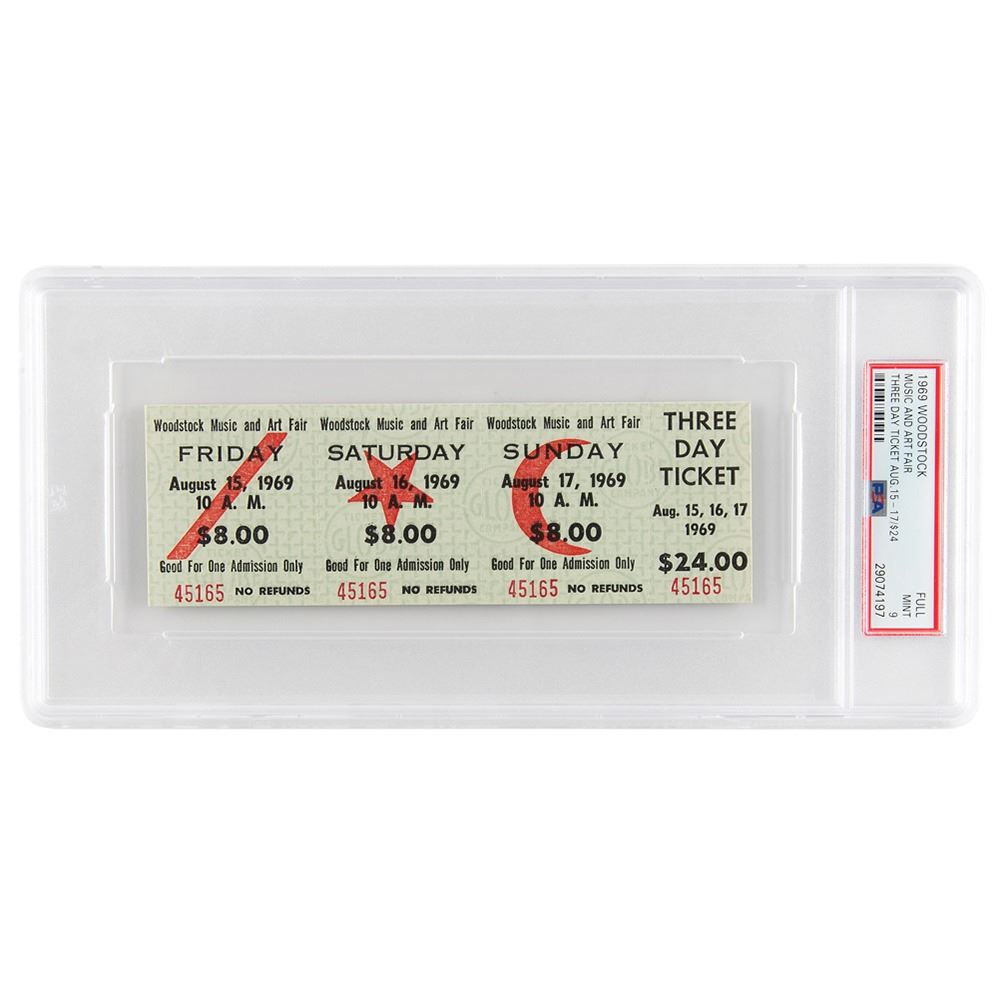 Woodstock Music and Art Fair
FRIDAY
August 15, 1969
10 A. M.
$8.00
Good For One Admission Only
45165 NO REFUNDS
Woodstock Music and Art Fair
SATURDAY
August 16, 1969
10 A. M.
$8.00
Good For One Admission Only
45165 NO REFUNDS
Woodstock Music and Art Fair
SUNDAY
August 17, 1969
10 A. M.
$8.00
Good For One Admission Only
45165 NO REFUNDS
THREE
DAY
TICKET
Aug. 15, 16, 17
1969
$24.00
45165
1969 WOODSTOCK FULL
MUSIC AND ART FAIR MINT
THREE DAY TICKET AUG.15 - 17/$24 9
PSA 29074197